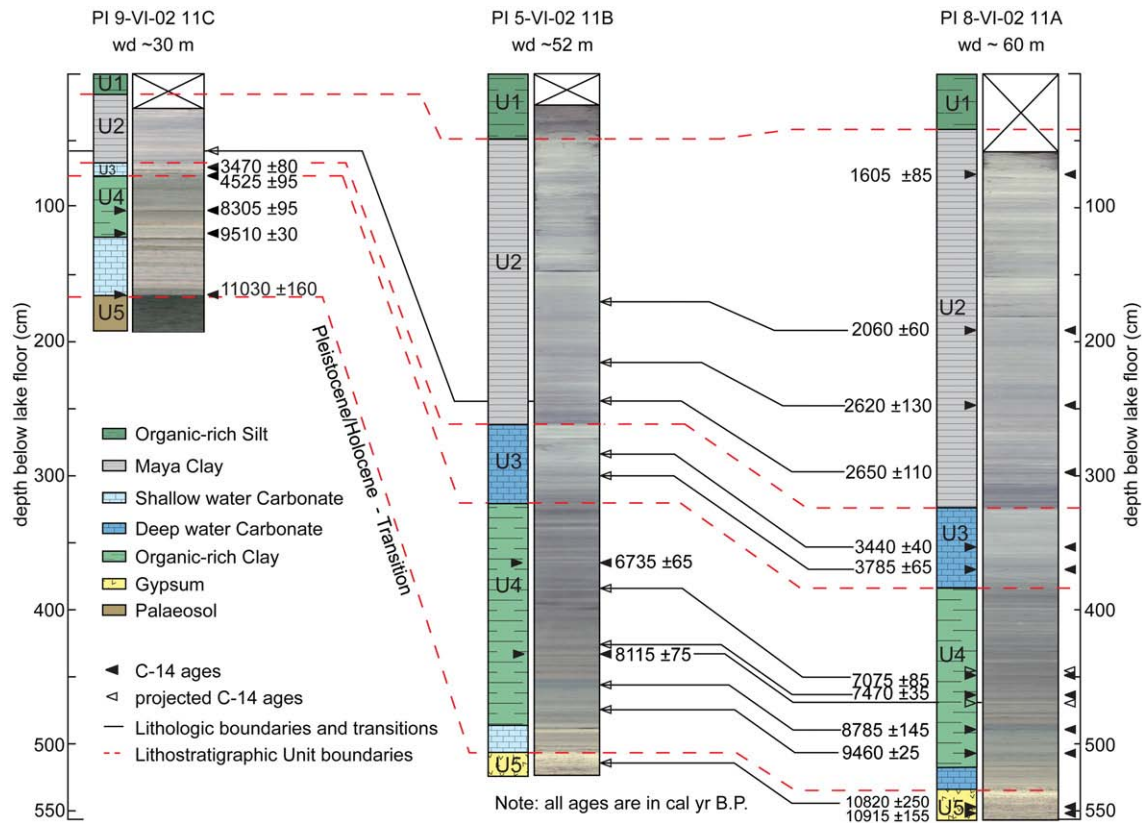 PI 9-VI-02 11C
wd ~30 m
PI 5-VI-02 11B
wd ~52 m
PI 8-VI-02 11A
wd ~ 60 m
depth below lake floor (cm)
100
200
300
400
500
550
U1
U2
U3
U4
U5
3470 ±80
4525 ±95
8305 ±95
9510 ±30
11030 ±160
Pleistocene/Holocene - Transition
Organic-rich Silt
Maya Clay
Shallow water Carbonate
Deep water Carbonate
Organic-rich Clay
Gypsum
Palaeosol
C-14 ages
projected C-14 ages
Lithologic boundaries and transitions
Lithostratigraphic Unit boundaries
U1
U2
U3
U4
U5
6735 ±65
8115 ±75
Note: all ages are in cal yr B.P.
1605 ±85
2060 ±60
2620 ±130
2650 ±110
3440 ±40
3785 ±65
7075 ±85
7470 ±35
8785 ±145
9460 ±25
10820 ±250
10915 ±155
U1
U2
U3
U4
U5
100
200
300
400
500
550
depth below lake floor (cm)